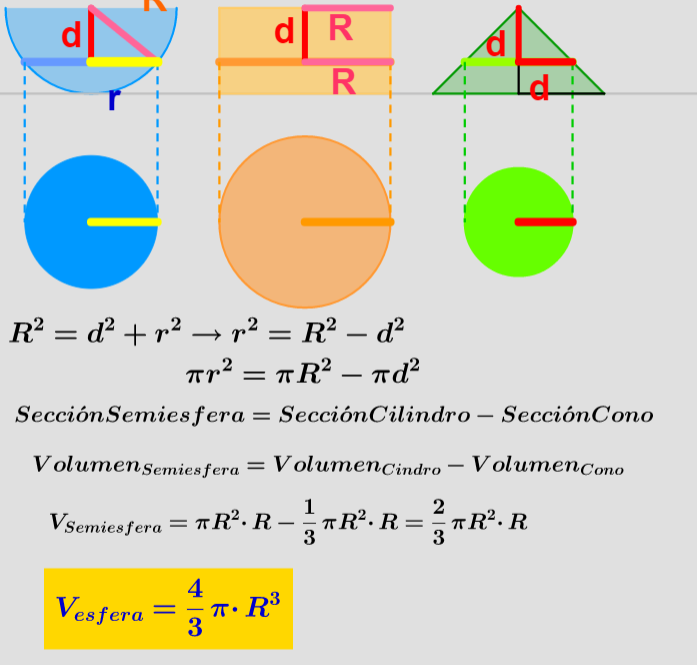 R
d d R d
R d
r
R² = d² + r² → r² = R² − d²
πr² = πR² − πd²
SecciónSemiesfera = SecciónCilindro − SecciónCono
Volumen_Semiesfera = Volumen_Cindro − Volumen_Cono
V_Semiesfera = πR²· R − 1/3 πR²· R = 2/3 πR²· R
V_esfera = 4/3 π· R³